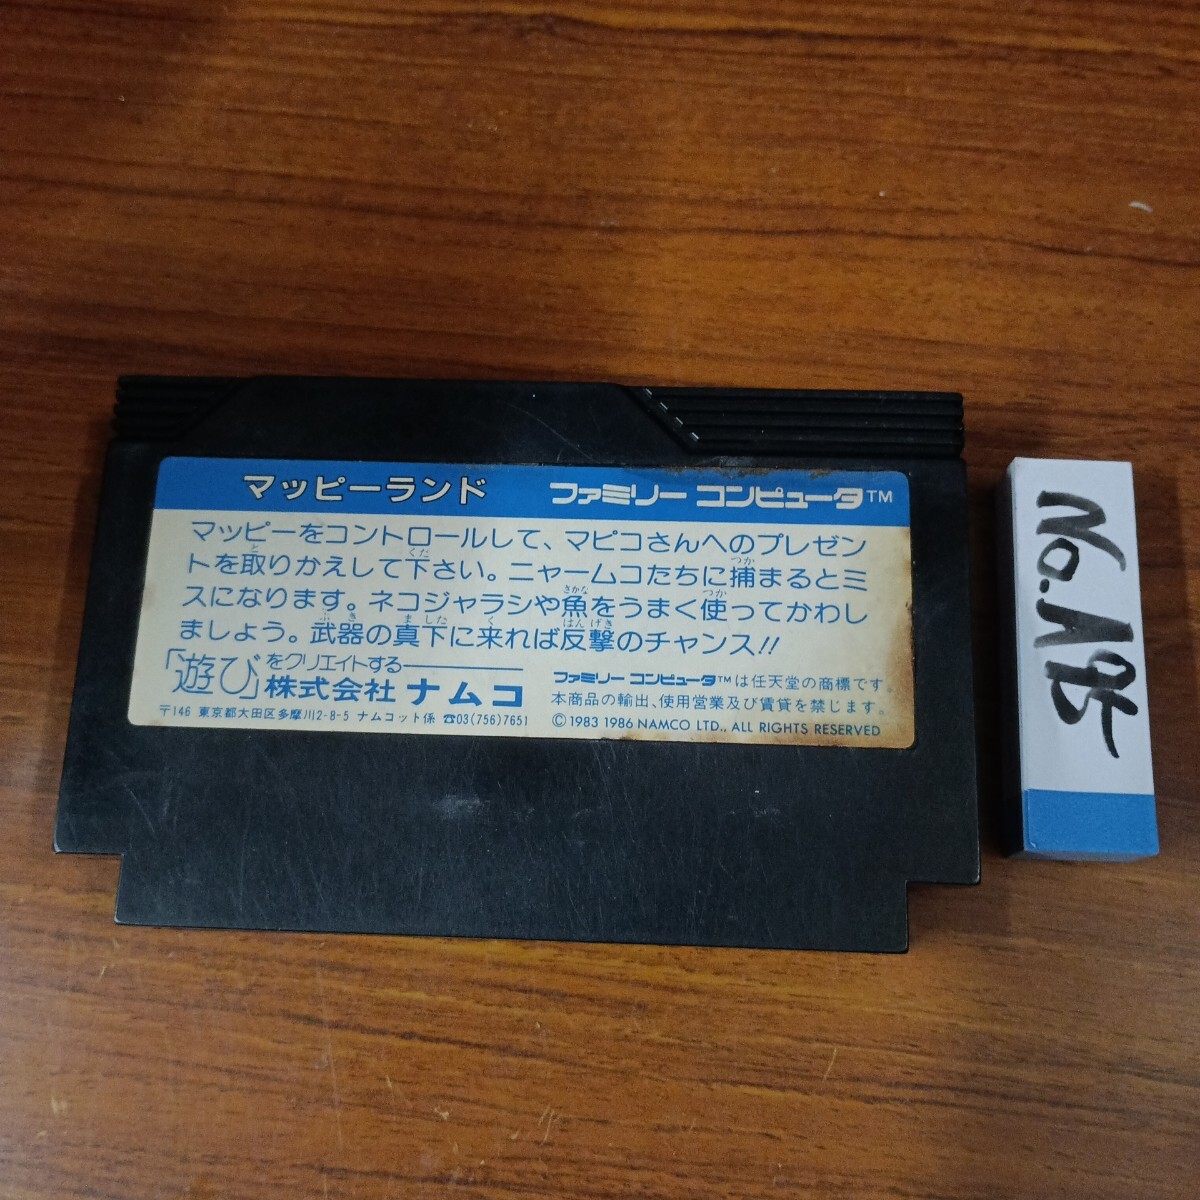 マッピーランド ファミリー コンピュータTM
マッピーをコントロールして、マピコさんへのプレゼン
トを取りかえして下さい。ニャームコたちに捕まるとミ
スになります。ネコジャラシや魚をうまく使ってかわし
ましょう。武器の真下に来れば反撃のチャンス!!
「遊び」をクリエイトする
株式会社 ナムコ
〒146 東京都大田区多摩川2-8-5 ナムコット係 ☎03(756)7651
ファミリー コンピュータTMは任天堂の商標です。
本商品の輸出、使用営業及び賃貸を禁じます。
©1983 1986 NAMCO LTD., ALL RIGHTS RESERVED
No.